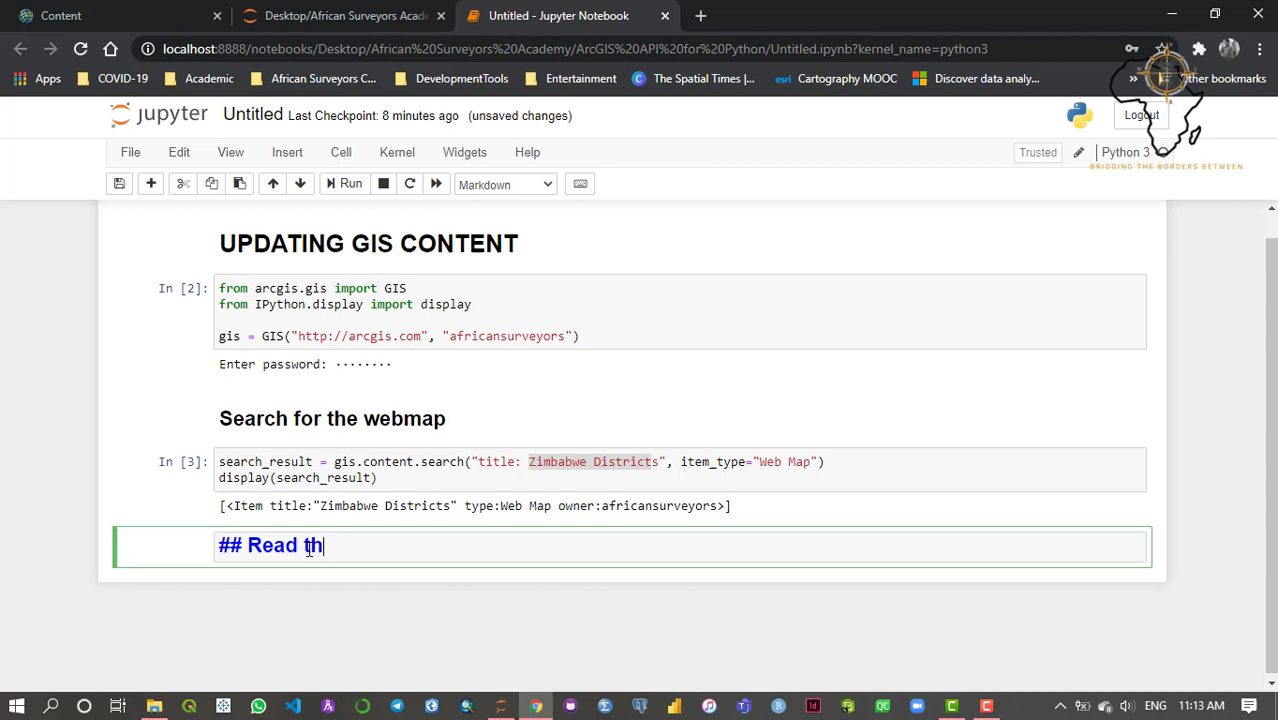 Content
Desktop/African Surveyors Acade
Untitled - Jupyter Notebook
localhost:8888/notebooks/Desktop/African%20Surveyors%20Academy/ArcGIS%20API%20for%20Python/Untitled.ipynb?kernel_name=python3
Apps COVID-19 Academic African Surveyors C... DevelopmentTools Entertainment The Spatial Times |... esri Cartography MOOC Discover data analy... » Other bookmarks
jupyter Untitled Last Checkpoint: 8 minutes ago (unsaved changes) Logout
File Edit View Insert Cell Kernel Widgets Help Trusted Python 3
BRIDGING THE BORDERS BETWEEN
Run Markdown
UPDATING GIS CONTENT
In [2]: from arcgis.gis import GIS
from IPython.display import display
gis = GIS("http://arcgis.com", "africansurveyors")
Enter password: ········
Search for the webmap
In [3]: search_result = gis.content.search("title: Zimbabwe Districts", item_type="Web Map")
display(search_result)
[<Item title:"Zimbabwe Districts" type:Web Map owner:africansurveyors>]
## Read th
ENG 11:13 AM